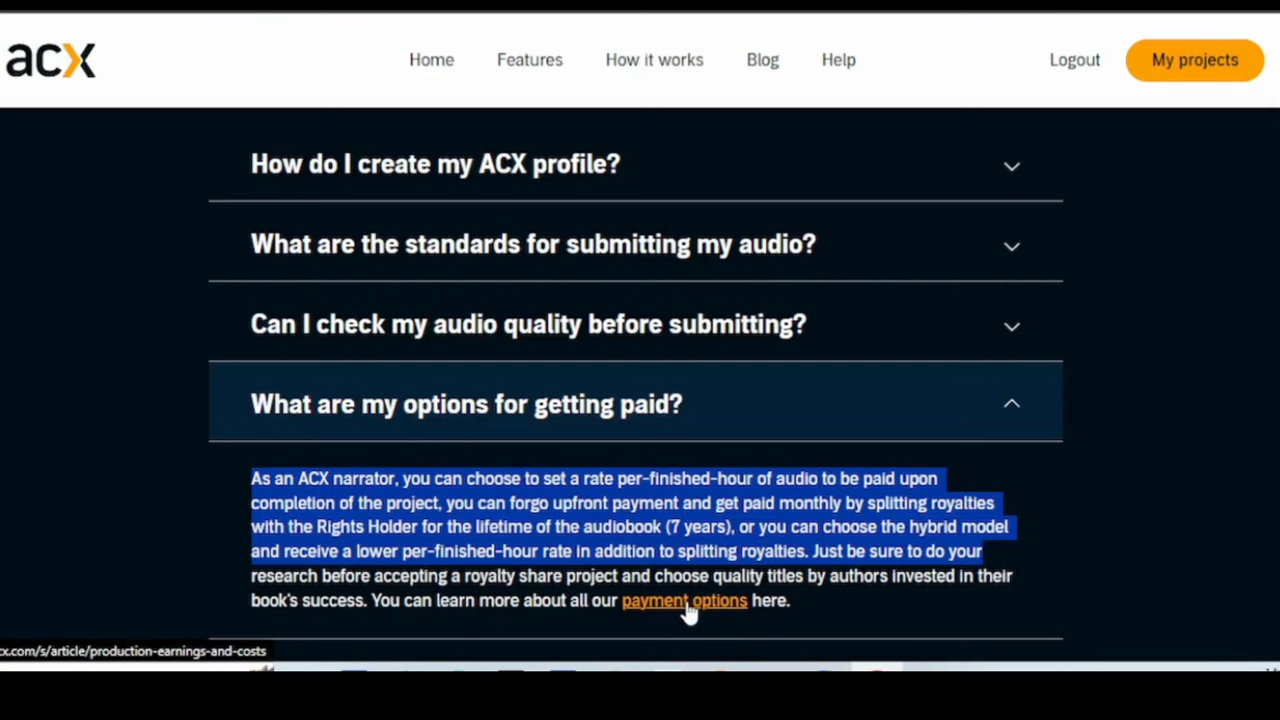 acx
Home Features How it works Blog Help Logout My projects
How do I create my ACX profile?
What are the standards for submitting my audio?
Can I check my audio quality before submitting?
What are my options for getting paid?
As an ACX narrator, you can choose to set a rate per-finished-hour of audio to be paid upon
completion of the project, you can forgo upfront payment and get paid monthly by splitting royalties
with the Rights Holder for the lifetime of the audiobook (7 years), or you can choose the hybrid model
and receive a lower per-finished-hour rate in addition to splitting royalties. Just be sure to do your
research before accepting a royalty share project and choose quality titles by authors invested in their
book's success. You can learn more about all our payment options here.
cx.com/s/article/production-earnings-and-costs